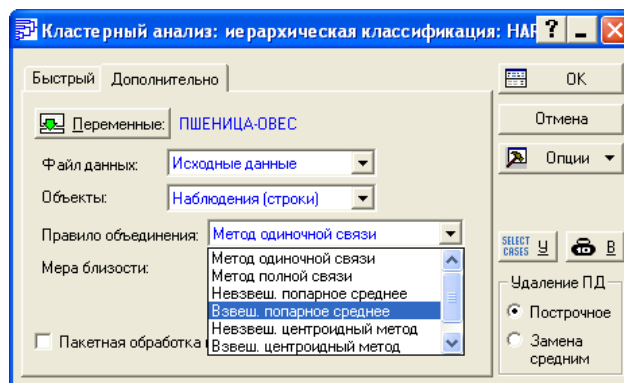 Кластерный анализ: иерархическая классификация: HAF
Быстрый Дополнительно
OK
Переменные: ПШЕНИЦА-ОВЕС
Отмена
Файл данных: Исходные данные
Опции
Объекты: Наблюдения (строки)
Правило объединения: Метод одиночной связи
SELECT CASES У 10 В
Мера близости:
Метод одиночной связи
Метод полной связи
Невзвеш. попарное среднее
Взвеш. попарное среднее
Невзвеш. центроидный метод
Взвеш. центроидный метод
Удаление ПД
Построчное
Замена
средним
Пакетная обработка